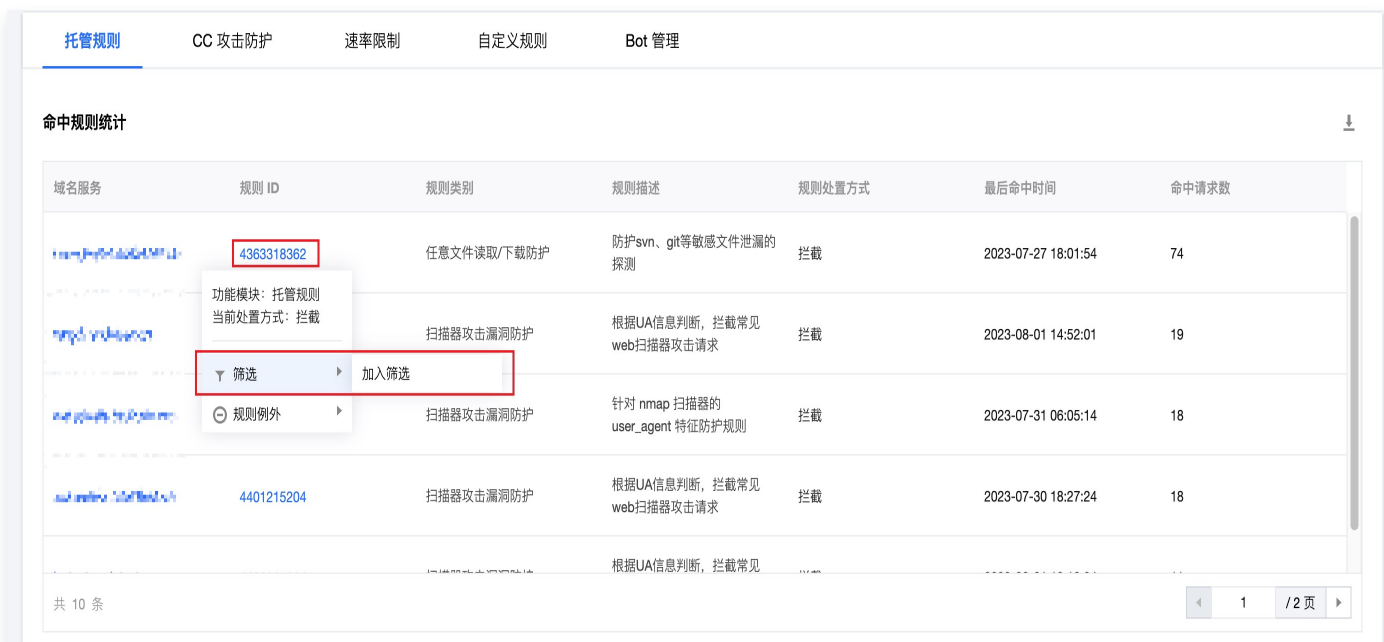 托管规则
CC 攻击防护
速率限制
自定义规则
Bot 管理
命中规则统计
域名服务
规则 ID
规则类别
规则描述
规则处置方式
最后命中时间
命中请求数
4363318362
任意文件读取/下载防护
防护svn、git等敏感文件泄漏的
探测
拦截
2023-07-27 18:01:54
74
功能模块：托管规则
当前处置方式：拦截
筛选
加入筛选
规则例外
扫描器攻击漏洞防护
根据UA信息判断，拦截常见
web扫描器攻击请求
拦截
2023-08-01 14:52:01
19
扫描器攻击漏洞防护
针对 nmap 扫描器的
user_agent 特征防护规则
拦截
2023-07-31 06:05:14
18
4401215204
扫描器攻击漏洞防护
根据UA信息判断，拦截常见
web扫描器攻击请求
拦截
2023-07-30 18:27:24
18
根据UA信息判断，拦截常见
共 10 条
1
/ 2 页